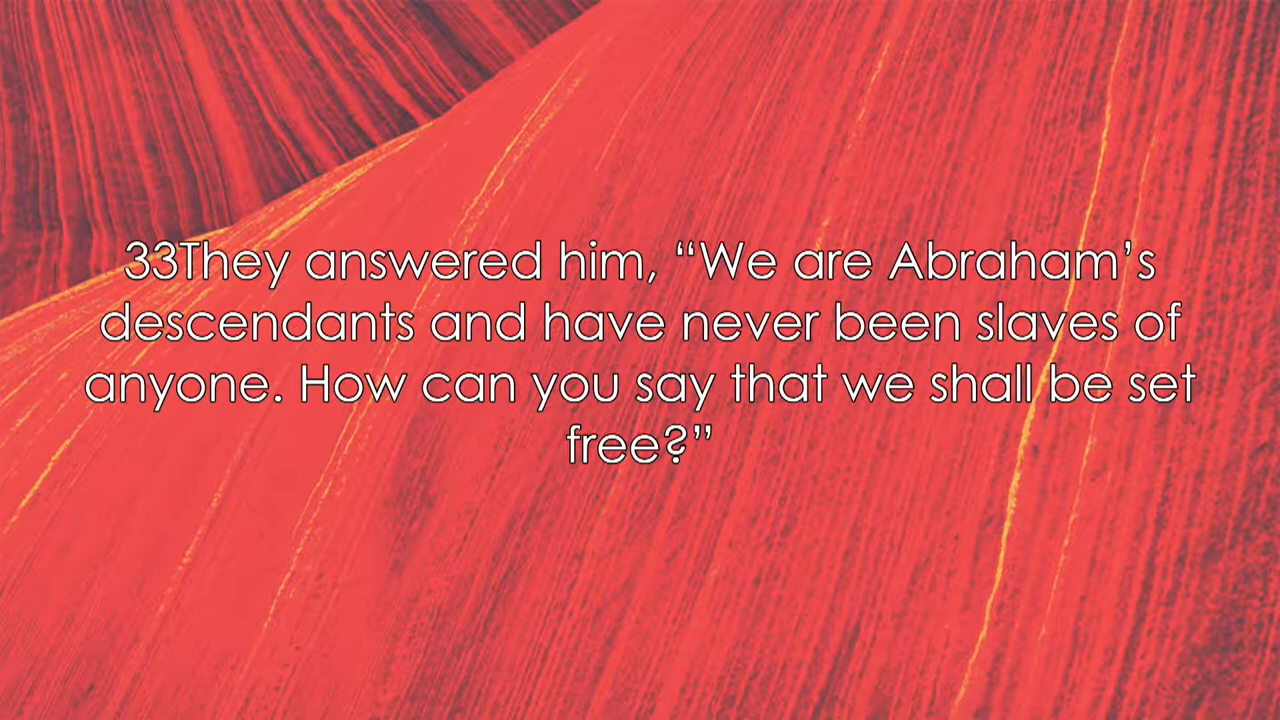 33They answered him, “We are Abraham’s
descendants and have never been slaves of
anyone. How can you say that we shall be set
free?”